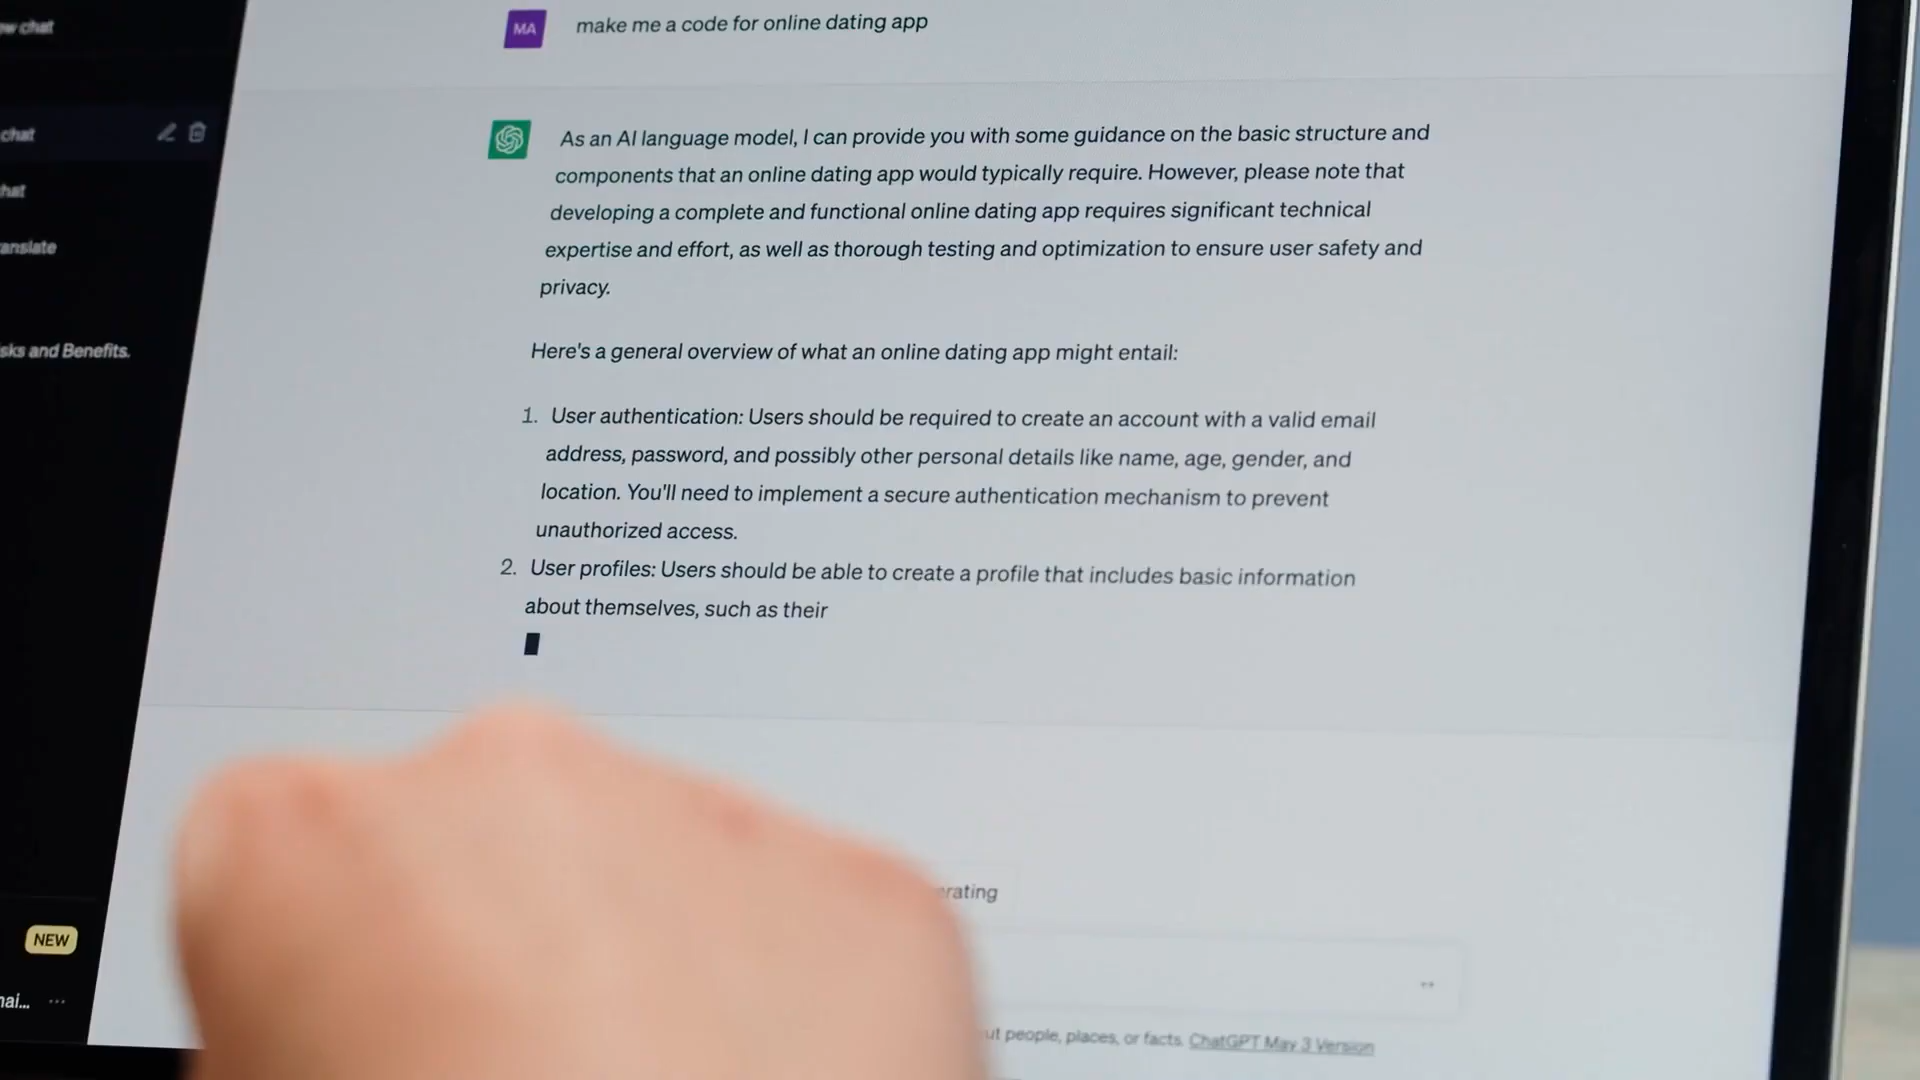 chat
MA
make me a code for online dating app
chat
As an AI language model, I can provide you with some guidance on the basic structure and
components that an online dating app would typically require. However, please note that
developing a complete and functional online dating app requires significant technical
expertise and effort, as well as thorough testing and optimization to ensure user safety and
privacy.
Here's a general overview of what an online dating app might entail:
and Benefits.
1. User authentication: Users should be required to create an account with a valid email
address, password, and possibly other personal details like name, age, gender, and
location. You'll need to implement a secure authentication mechanism to prevent
unauthorized access.
2. User profiles: Users should be able to create a profile that includes basic information
about themselves, such as their
NEW
people, places, or facts. ChatGPT May 3 Version